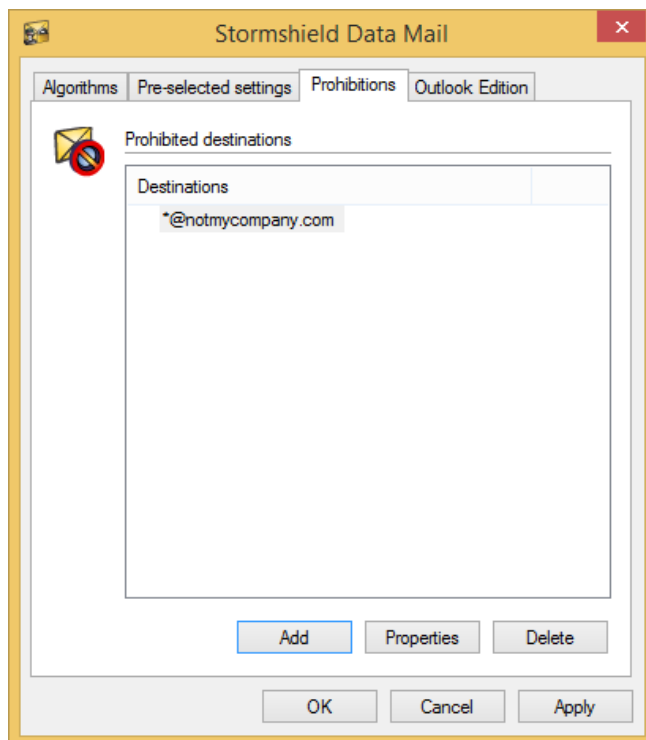 Stormshield Data Mail
Algorithms Pre-selected settings Prohibitions Outlook Edition
Prohibited destinations
Destinations
*@notmycompany.com
Add Properties Delete
OK Cancel Apply